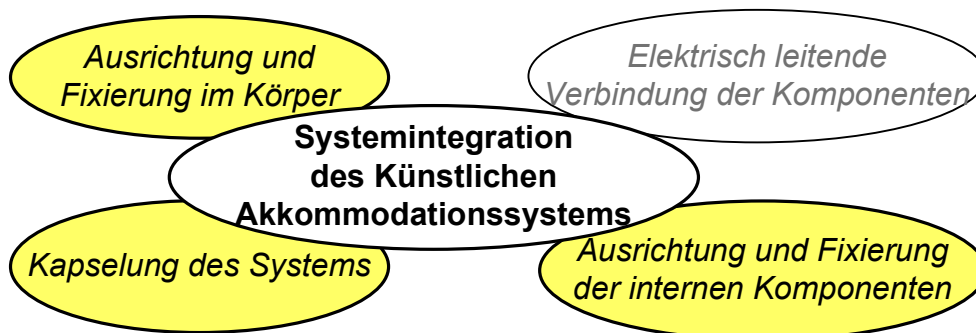 Ausrichtung und
Fixierung im Körper
Elektrisch leitende
Verbindung der Komponenten
Systemintegration
des Künstlichen
Akkommodationssystems
Kapselung des Systems
Ausrichtung und Fixierung
der internen Komponenten